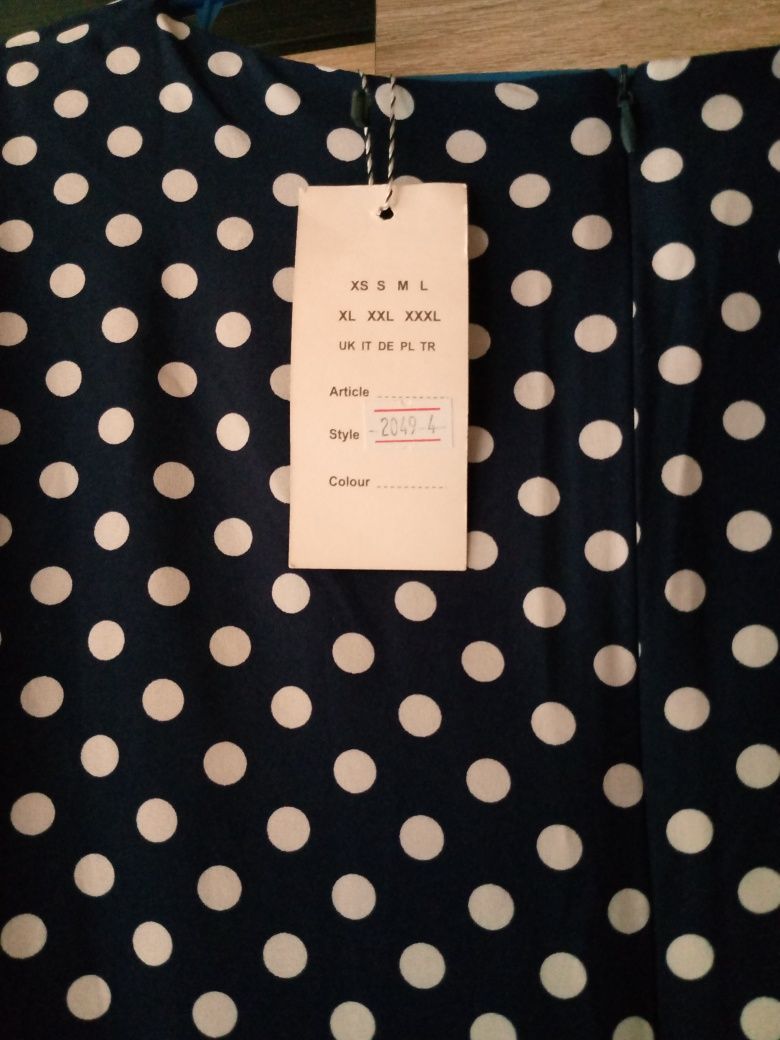 XS S M L
XL XXL XXXL
UK IT DE PL TR
Article
Style 2049-4
Colour